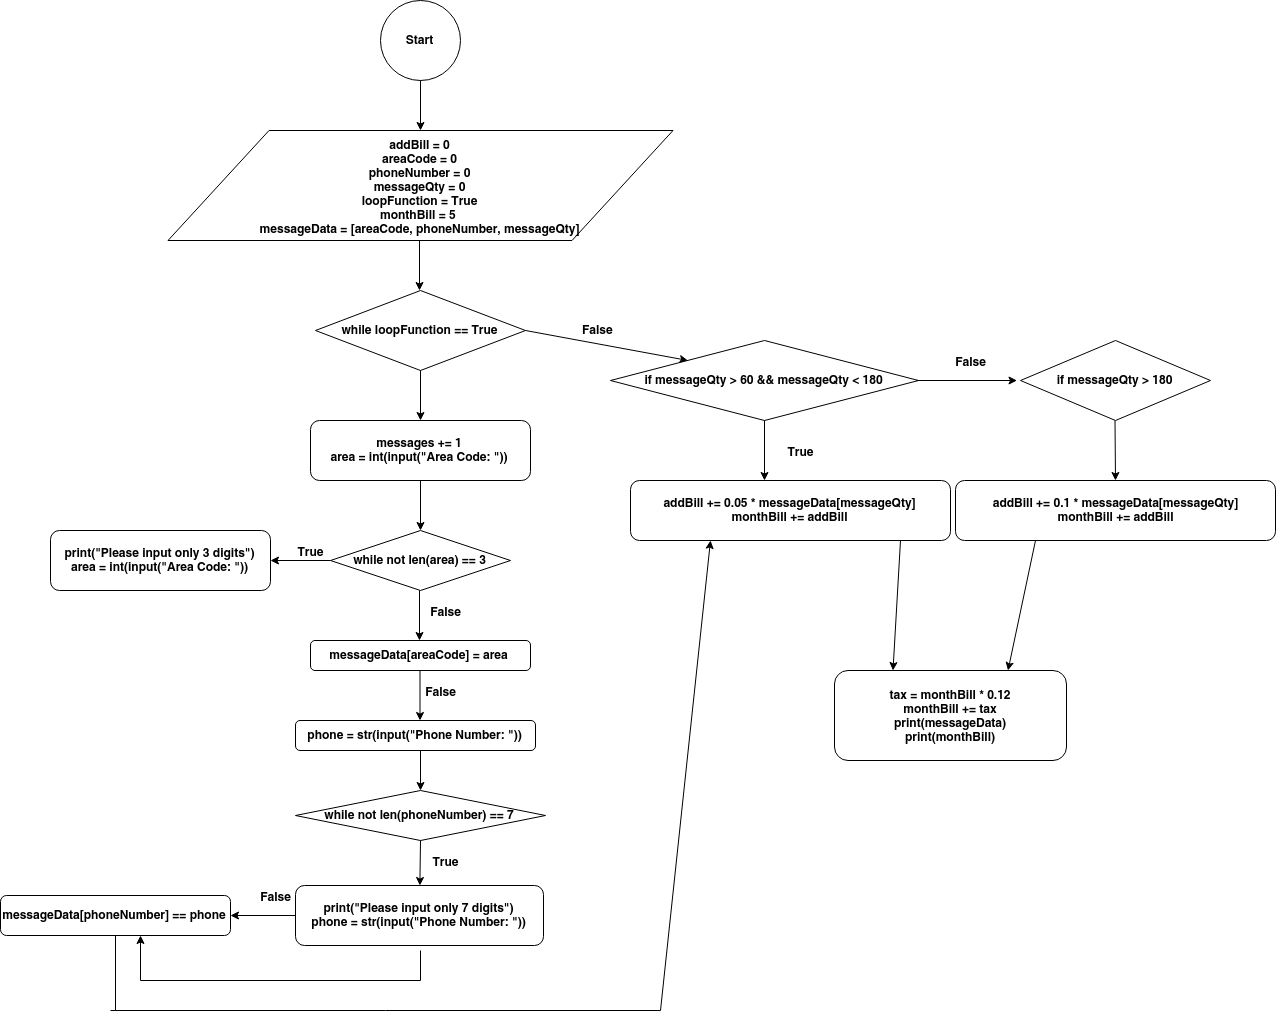 Start
addBill = 0
areaCode = 0
phoneNumber = 0
messageQty = 0
loopFunction = True
monthBill = 5
messageData = [areaCode, phoneNumber, messageQty]
while loopFunction == True
False
if messageQty > 60 && messageQty < 180
False
if messageQty > 180
messages += 1
area = int(input("Area Code: "))
True
addBill += 0.05 * messageData[messageQty]
monthBill += addBill
addBill += 0.1 * messageData[messageQty]
monthBill += addBill
print("Please input only 3 digits")
area = int(input("Area Code: "))
True
while not len(area) == 3
False
messageData[areaCode] = area
False
phone = str(input("Phone Number: "))
tax = monthBill * 0.12
monthBill += tax
print(messageData)
print(monthBill)
while not len(phoneNumber) == 7
True
messageData[phoneNumber] == phone
False
print("Please input only 7 digits")
phone = str(input("Phone Number: "))